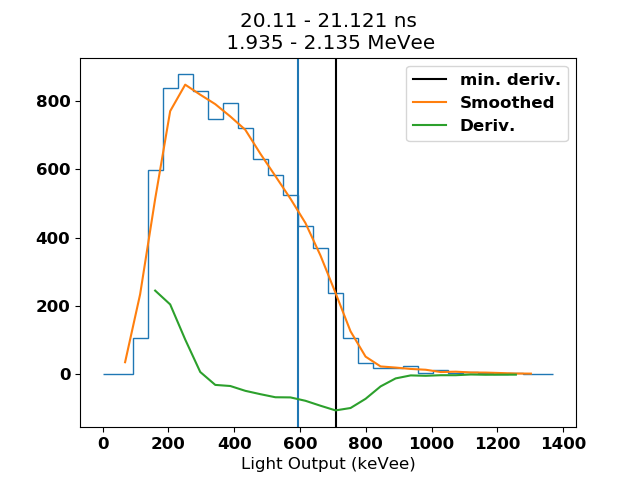 20.11 - 21.121 ns
1.935 - 2.135 MeVee
min. deriv.
Smoothed
Deriv.
800
600
400
200
0
0 200 400 600 800 1000 1200 1400
Light Output (keVee)